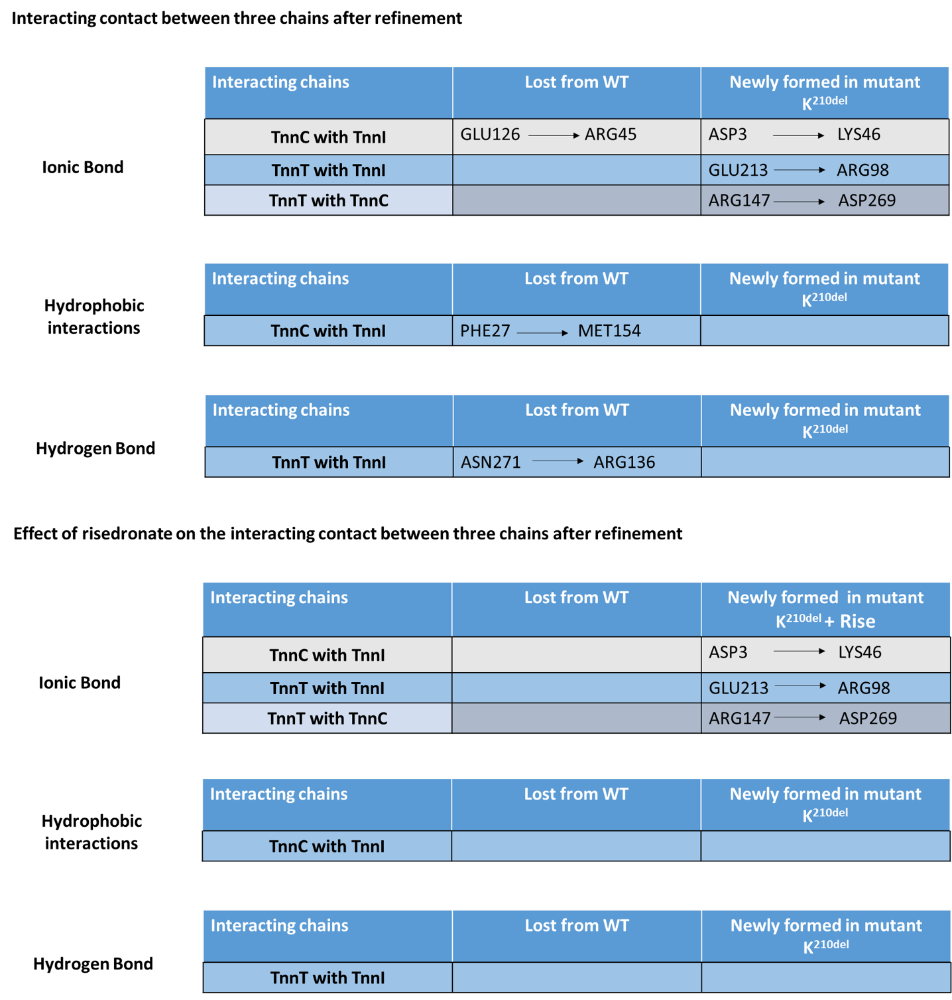 Interacting contact between three chains after refinement
Interacting chains Lost from WT Newly formed in mutant
K210del
Ionic Bond
TnnC with TnnI GLU126 → ARG45 ASP3 → LYS46
TnnT with TnnI GLU213 → ARG98
TnnT with TnnC ARG147 → ASP269
Interacting chains Lost from WT Newly formed in mutant
K210del
Hydrophobic
interactions
TnnC with TnnI PHE27 → MET154
Interacting chains Lost from WT Newly formed in mutant
K210del
Hydrogen Bond
TnnT with TnnI ASN271 → ARG136
Effect of risedronate on the interacting contact between three chains after refinement
Interacting chains Lost from WT Newly formed in mutant
K210del + Rise
Ionic Bond
TnnC with TnnI ASP3 → LYS46
TnnT with TnnI GLU213 → ARG98
TnnT with TnnC ARG147 → ASP269
Interacting chains Lost from WT Newly formed in mutant
K210del
Hydrophobic
interactions
TnnC with TnnI
Interacting chains Lost from WT Newly formed in mutant
K210del
Hydrogen Bond
TnnT with TnnI